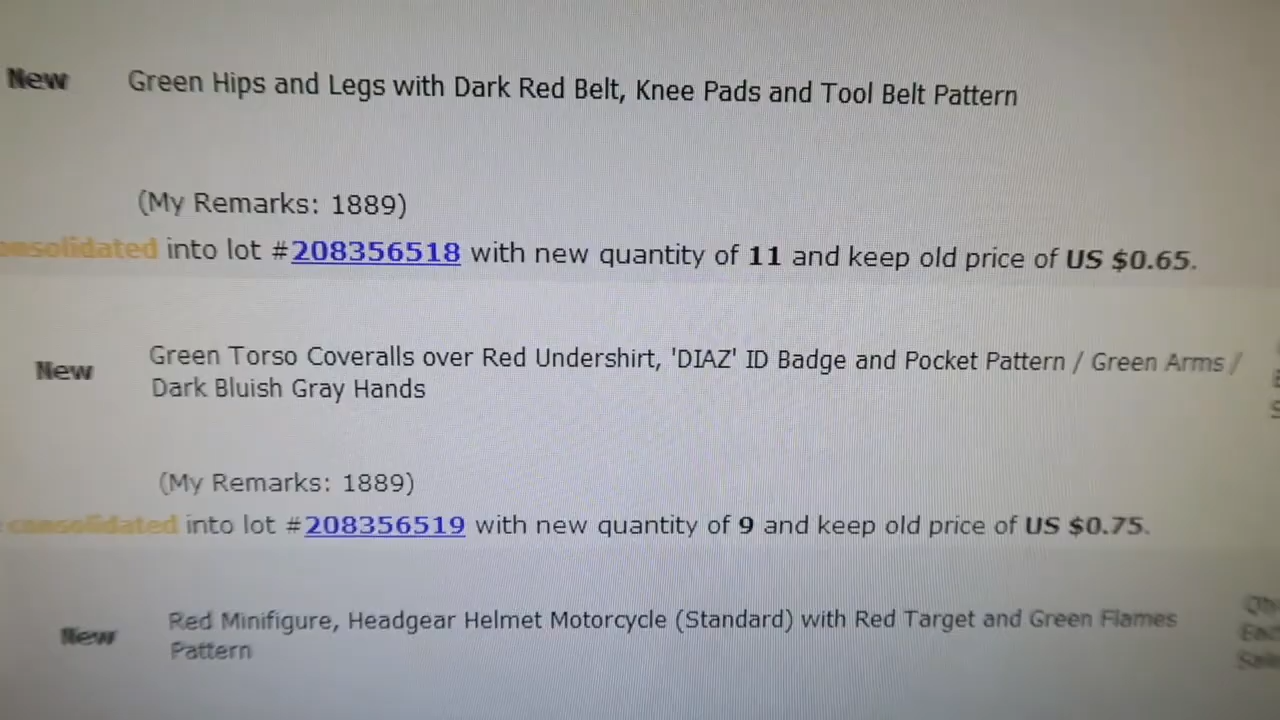 New Green Hips and Legs with Dark Red Belt, Knee Pads and Tool Belt Pattern
(My Remarks: 1889)
onsolidated into lot #208356518 with new quantity of 11 and keep old price of US $0.65.
New Green Torso Coveralls over Red Undershirt, 'DIAZ' ID Badge and Pocket Pattern / Green Arms /
Dark Bluish Gray Hands
(My Remarks: 1889)
consolidated into lot #208356519 with new quantity of 9 and keep old price of US $0.75.
New Red Minifigure, Headgear Helmet Motorcycle (Standard) with Red Target and Green Flames
Pattern